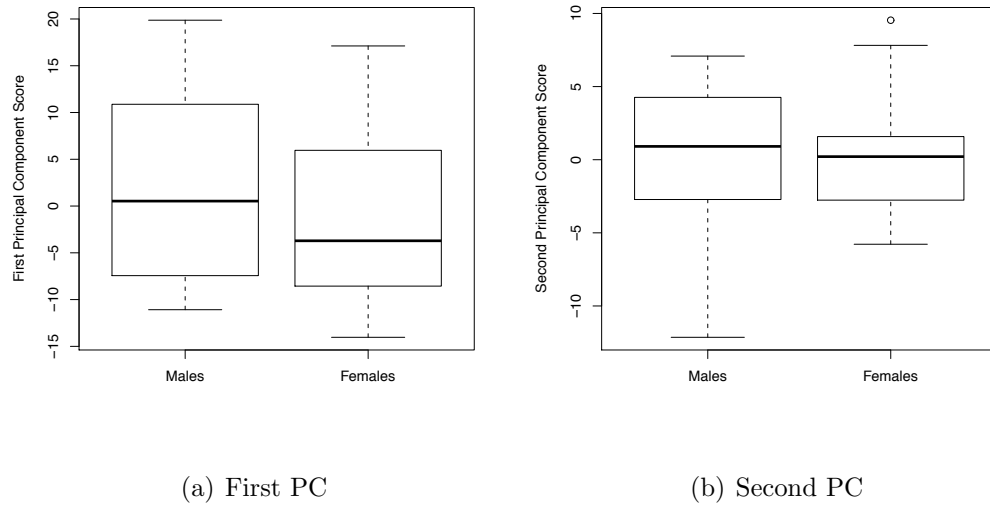 First Principal Component Score
20
15
10
5
0
−5
−10
−15
Males
Females
(a) First PC
Second Principal Component Score
10
5
0
−5
−10
Males
Females
(b) Second PC